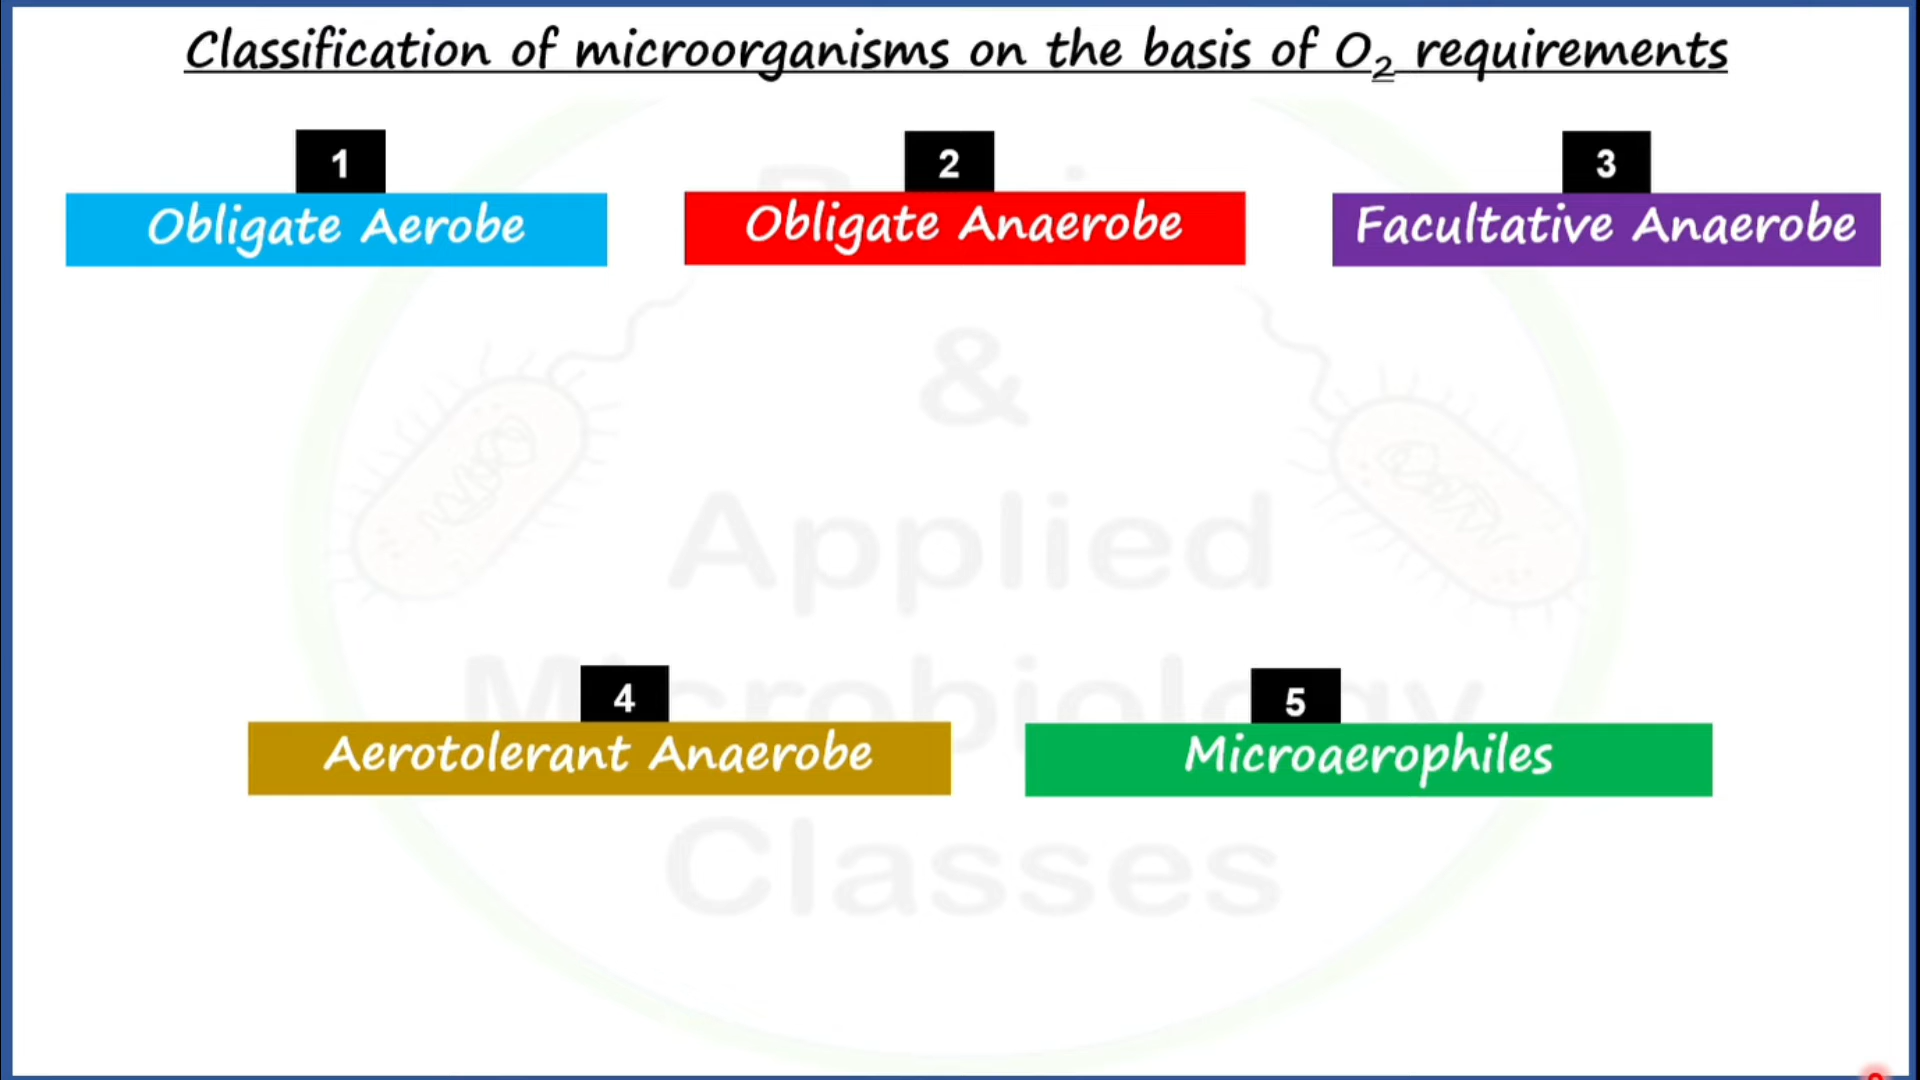 Classification of microorganisms on the basis of O₂ requirements
1
2
3
Obligate Aerobe
Obligate Anaerobe
Facultative Anaerobe
&
Applied
4
5
Microbiology
Aerotolerant Anaerobe
Microaerophiles
Classes